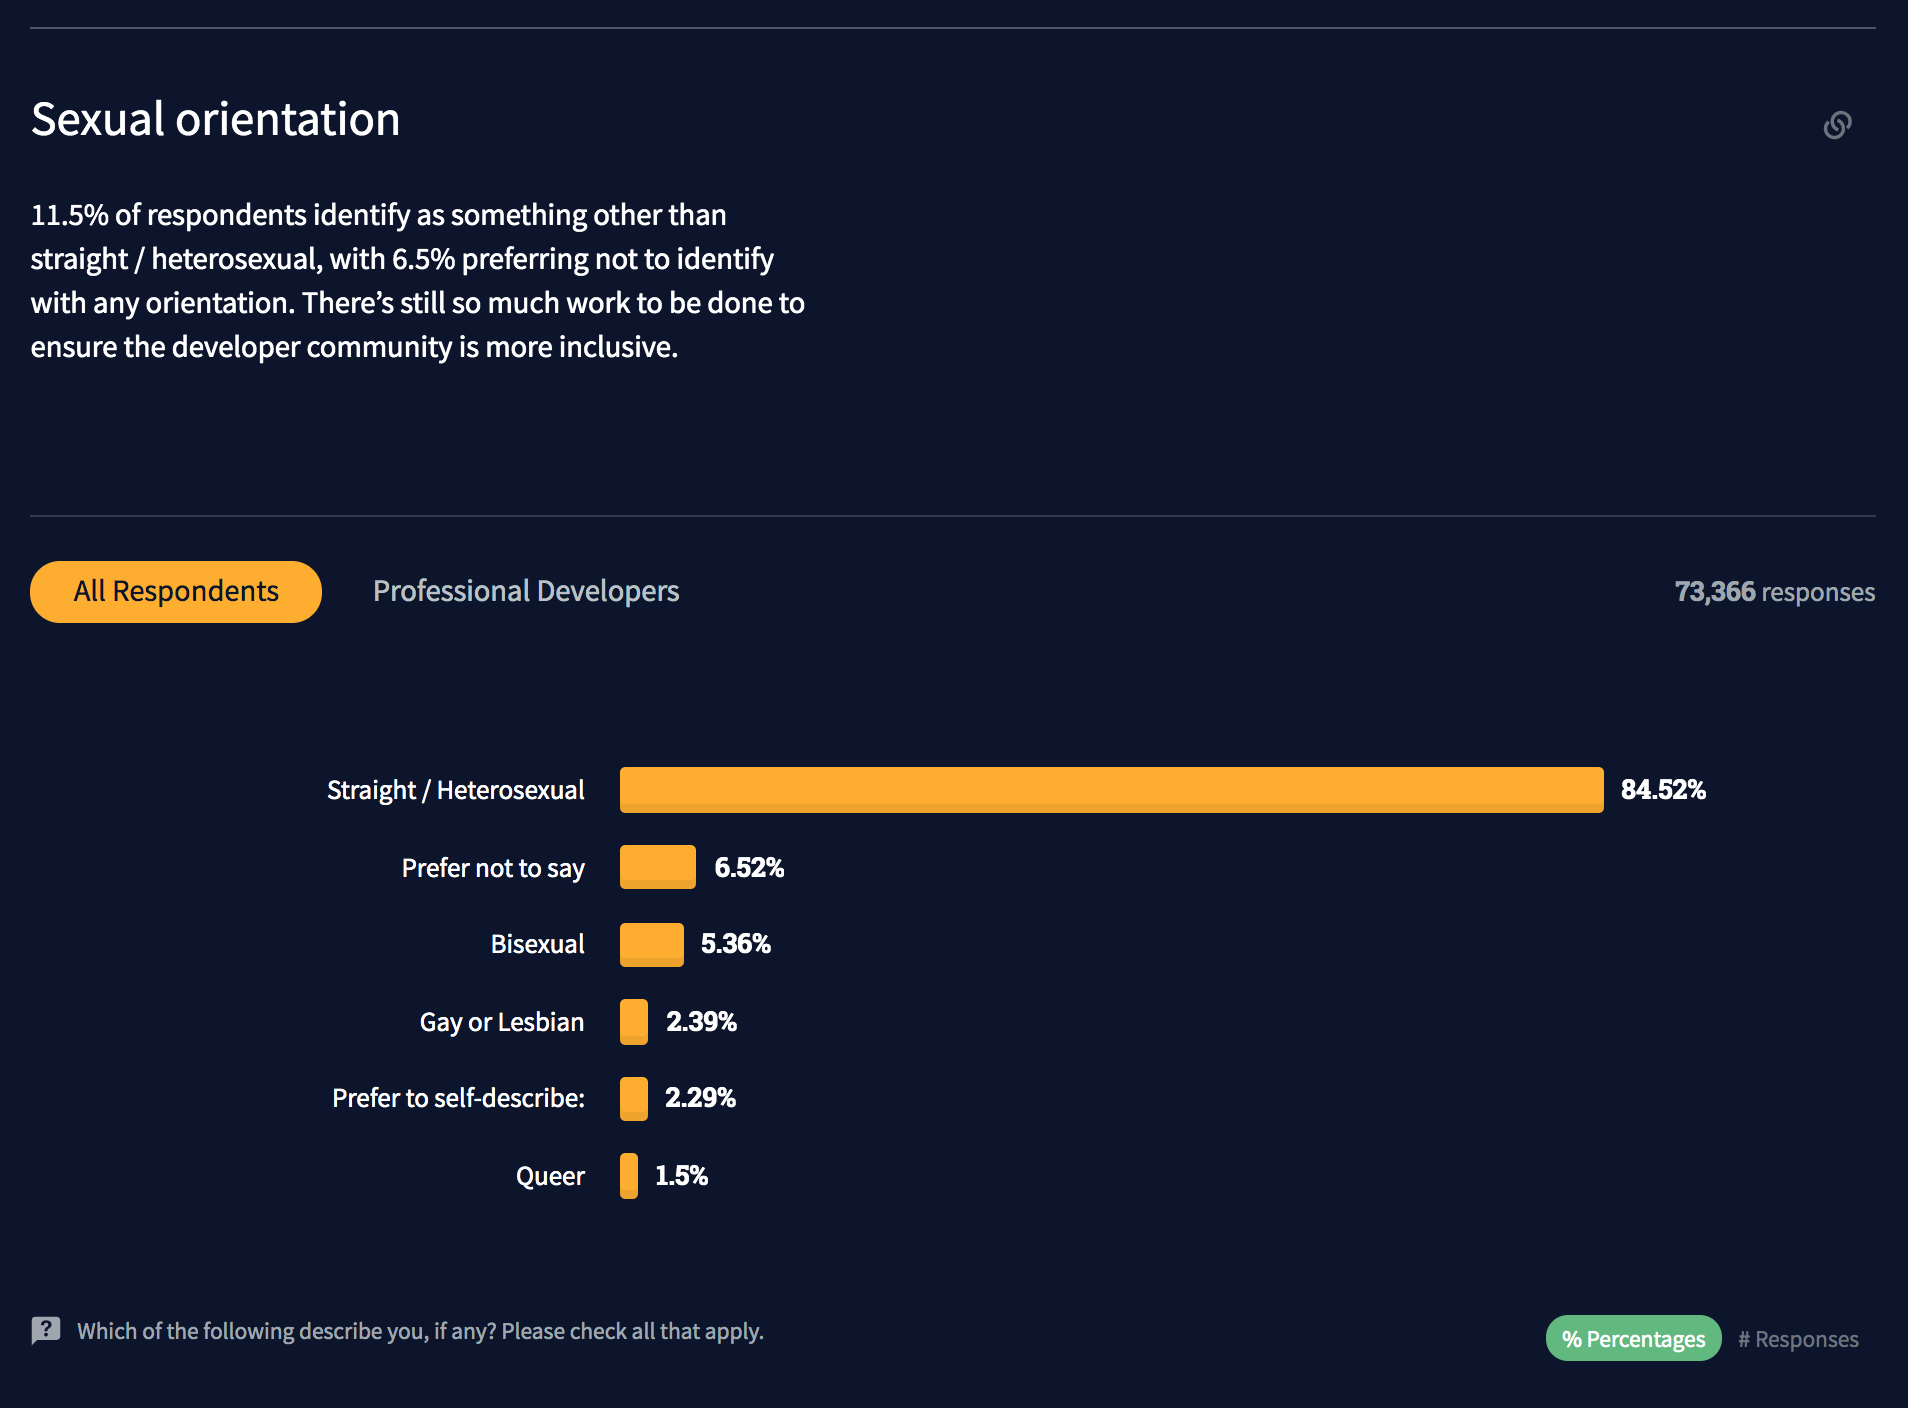 Sexual orientation
11.5% of respondents identify as something other than
straight / heterosexual, with 6.5% preferring not to identify
with any orientation. There’s still so much work to be done to
ensure the developer community is more inclusive.
All Respondents
Professional Developers
73,366 responses
Straight / Heterosexual 84.52%
Prefer not to say 6.52%
Bisexual 5.36%
Gay or Lesbian 2.39%
Prefer to self-describe: 2.29%
Queer 1.5%
? Which of the following describe you, if any? Please check all that apply.
% Percentages # Responses